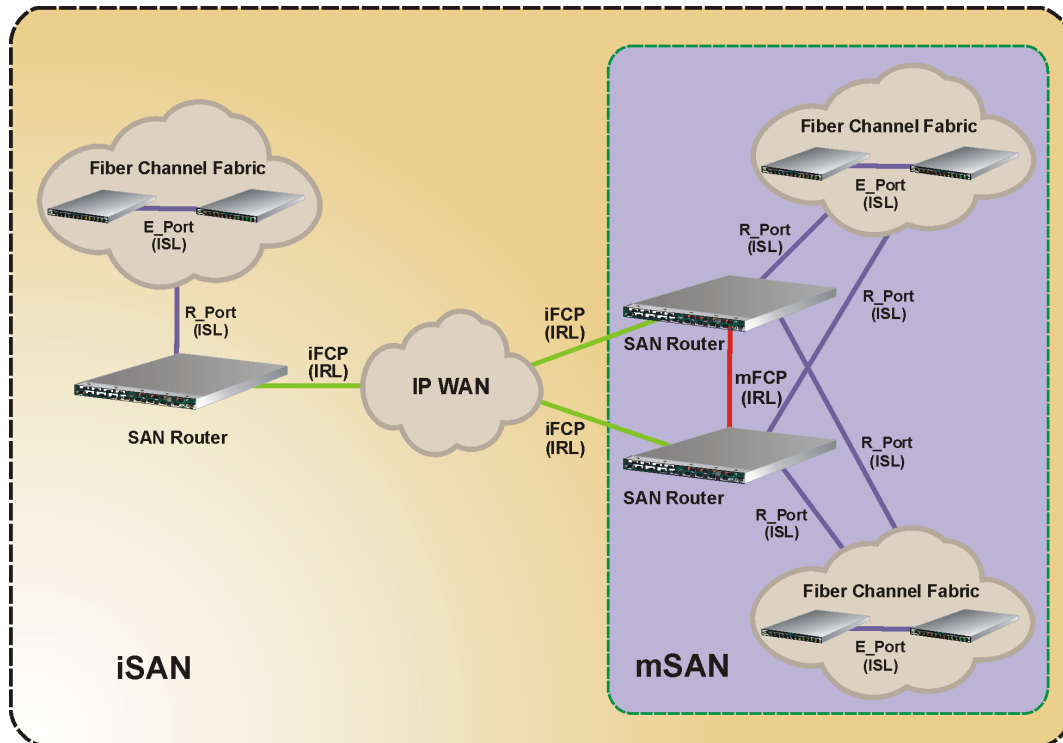 Fiber Channel Fabric
E_Port
(ISL)
R_Port
(ISL)
SAN Router
iFCP
(IRL)
IP WAN
iFCP
(IRL)
iFCP
(IRL)
Fiber Channel Fabric
E_Port
(ISL)
R_Port
(ISL)
R_Port
(ISL)
SAN Router
mFCP
(IRL)
R_Port
(ISL)
SAN Router
R_Port
(ISL)
Fiber Channel Fabric
E_Port
(ISL)
iSAN
mSAN